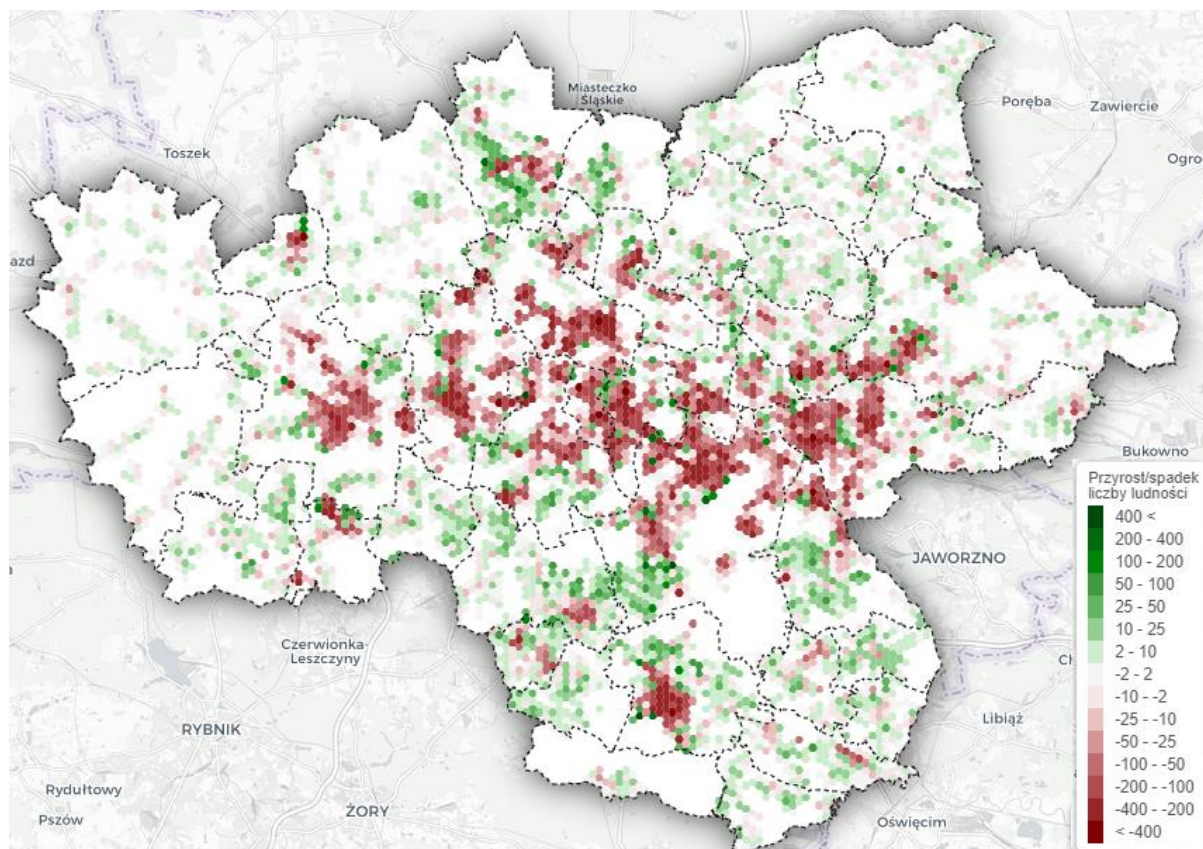 Miasteczko
Śląskie
Poręba
Zawiercie
Toszek
Bukowno
Przyrost/spadek
liczby ludności
400 <
200 - 400
100 - 200
50 - 100
25 - 50
10 - 25
2 - 10
-2 - 2
-10 - -2
-25 - -10
-50 - -25
-100 - -50
-200 - -100
-400 - -200
< -400
JAWORZNO
Czerwionka-
Leszczyny
RYBNIK
Libiąż
Rydułtowy
Pszów
ŻORY
Oświęcim